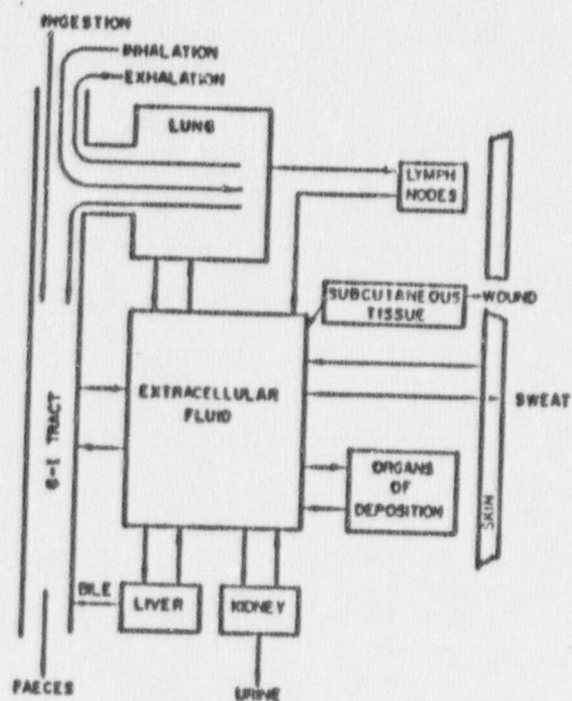 INGESTION
INHALATION
EXHALATION
LUNG
LYMPH
NODES
SUBCUTANEOUS
TISSUE
WOUND
EXTRACELLULAR
FLUID
SWEAT
G-I TRACT
ORGANS
OF
DEPOSITION
SKIN
BILE
LIVER
KIDNEY
FAECES
URINE